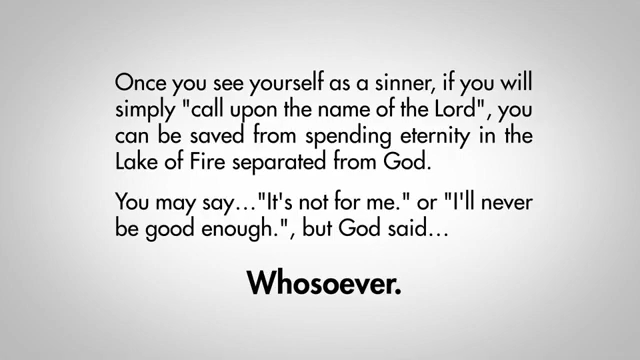 Once you see yourself as a sinner, if you will
simply "call upon the name of the Lord", you
can be saved from spending eternity in the
Lake of Fire separated from God.
You may say..."It's not for me." or "I'll never
be good enough.", but God said...
Whosoever.